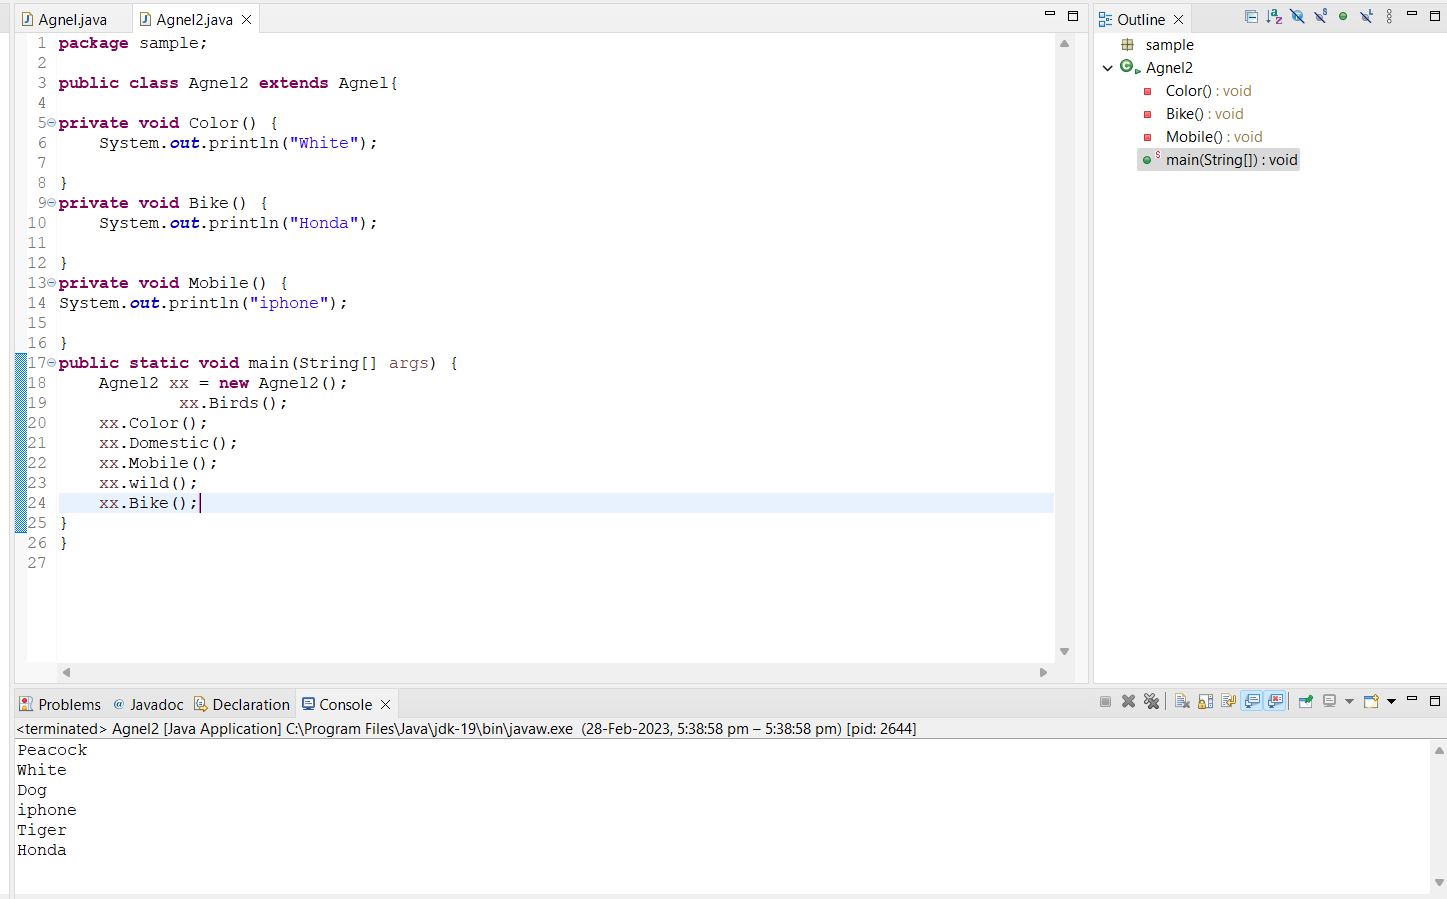 Agnel.java Agnel2.java
1 package sample;
2
3 public class Agnel2 extends Agnel{
4
5 private void Color() {
6     System.out.println("White");
7
8 }
9 private void Bike() {
10     System.out.println("Honda");
11
12 }
13 private void Mobile() {
14 System.out.println("iphone");
15
16 }
17 public static void main(String[] args) {
18     Agnel2 xx = new Agnel2();
19             xx.Birds();
20     xx.Color();
21     xx.Domestic();
22     xx.Mobile();
23     xx.wild();
24     xx.Bike();
25 }
26 }
27
Outline
sample
Agnel2
Color() : void
Bike() : void
Mobile() : void
main(String[]) : void
Problems @ Javadoc Declaration Console
<terminated> Agnel2 [Java Application] C:\Program Files\Java\jdk-19\bin\javaw.exe (28-Feb-2023, 5:38:58 pm – 5:38:58 pm) [pid: 2644]
Peacock
White
Dog
iphone
Tiger
Honda